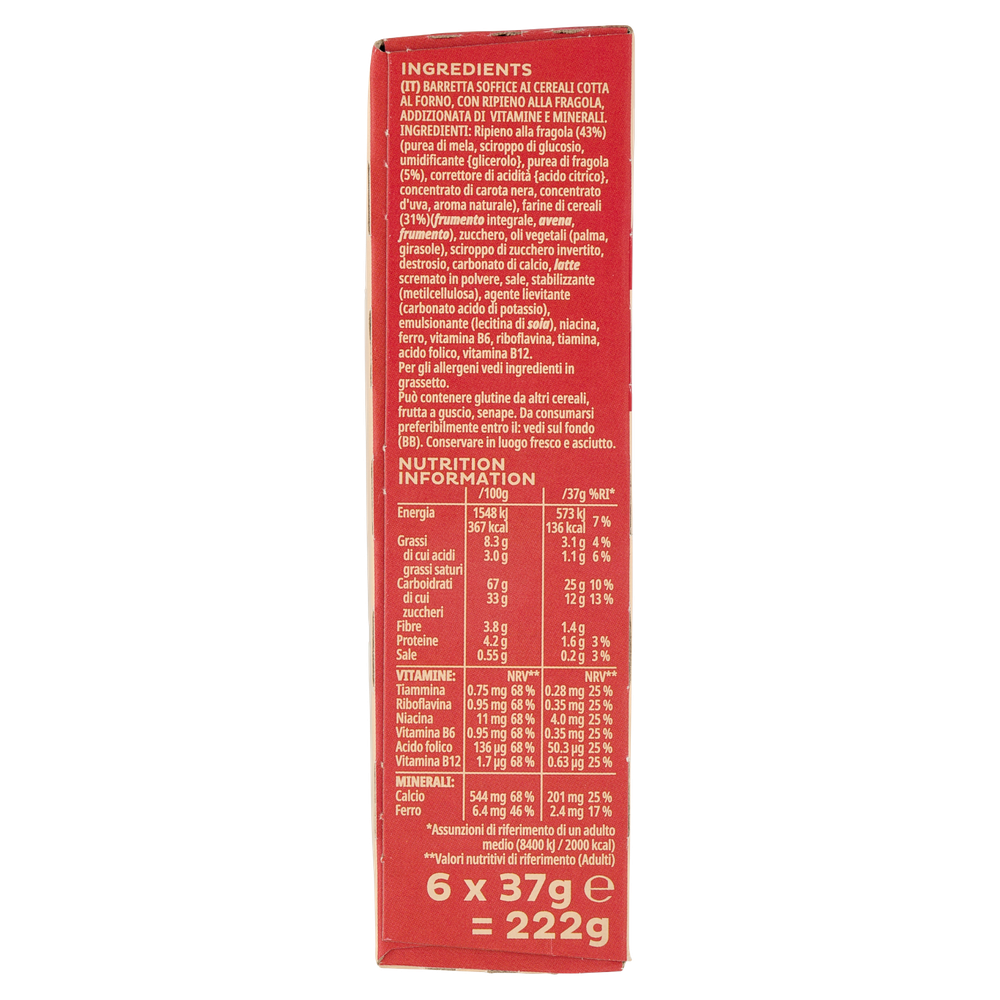 INGREDIENTS
(IT) BARRETTA SOFFICE AI CEREALI COTTA
AL FORNO, CON RIPIENO ALLA FRAGOLA,
ADDIZIONATA DI VITAMINE E MINERALI.
INGREDIENTI: Ripieno alla fragola (43%)
(purea di mela, sciroppo di glucosio,
umidificante {glicerolo}, purea di fragola
(5%), correttore di acidità {acido citrico},
concentrato di carota nera, concentrato
d'uva, aroma naturale), farine di cereali
(31%)(frumento integrale, avena,
frumento), zucchero, oli vegetali (palma,
girasole), sciroppo di zucchero invertito,
destrosio, carbonato di calcio, latte
scremato in polvere, sale, stabilizzante
(metilcellulosa), agente lievitante
(carbonato acido di potassio),
emulsionante (lecitina di soia), niacina,
ferro, vitamina B6, riboflavina, tiamina,
acido folico, vitamina B12.
Per gli allergeni vedi ingredienti in
grassetto.
Può contenere glutine da altri cereali,
frutta a guscio, senape. Da consumarsi
preferibilmente entro il: vedi sul fondo
(BB). Conservare in luogo fresco e asciutto.
NUTRITION
INFORMATION
/100g /37g %RI*
Energia 1548 kJ 573 kJ 7 %
367 kcal 136 kcal
Grassi 8.3 g 3.1 g 4 %
di cui acidi 3.0 g 1.1 g 6 %
grassi saturi
Carboidrati 67 g 25 g 10 %
di cui 33 g 12 g 13 %
zuccheri
Fibre 3.8 g 1.4 g
Proteine 4.2 g 1.6 g 3 %
Sale 0.55 g 0.2 g 3 %
VITAMINE: NRV** NRV**
Tiammina 0.75 mg 68 % 0.28 mg 25 %
Riboflavina 0.95 mg 68 % 0.35 mg 25 %
Niacina 11 mg 68 % 4.0 mg 25 %
Vitamina B6 0.95 mg 68 % 0.35 mg 25 %
Acido folico 136 µg 68 % 50.3 µg 25 %
Vitamina B12 1.7 µg 68 % 0.63 µg 25 %
MINERALI:
Calcio 544 mg 68 % 201 mg 25 %
Ferro 6.4 mg 46 % 2.4 mg 17 %
*Assunzioni di riferimento di un adulto
medio (8400 kJ / 2000 kcal)
**Valori nutritivi di riferimento (Adulti)
6 x 37g ℮
= 222g